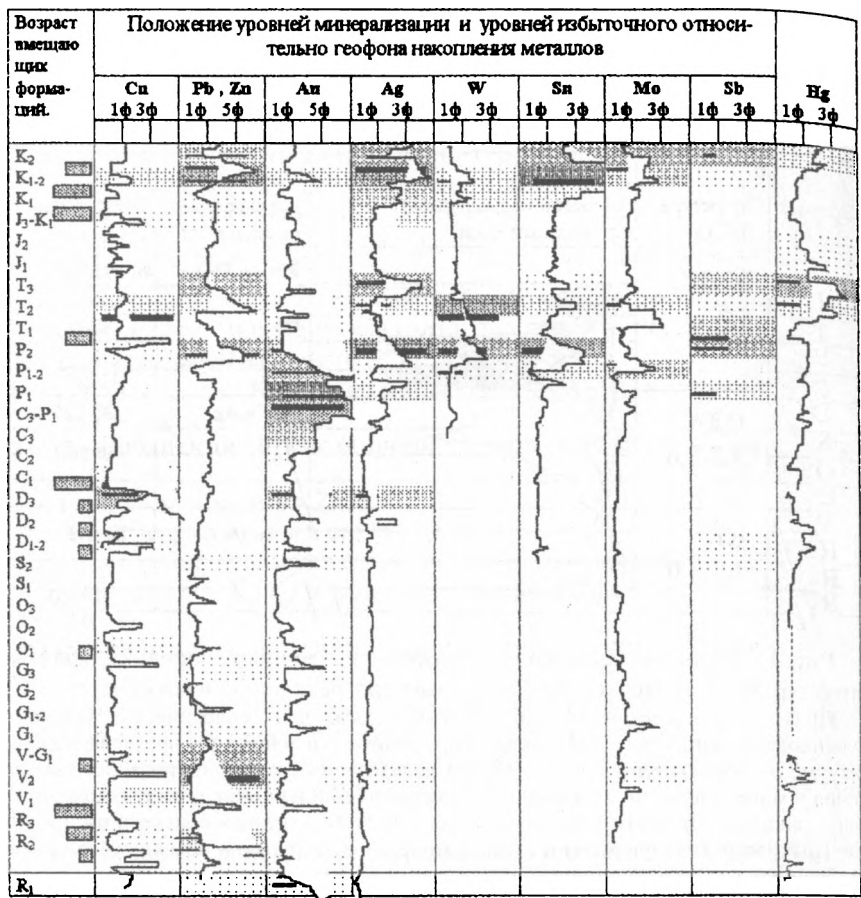 Возраст
вмещаю
щих
форма-
ций.
Положение уровней минерализации и уровней избыточного относи-
тельно геофона накопления металлов
Cu
Pb , Zn
Au
Ag
W
Sn
Mo
Sb
Hg
1ф 3ф
1ф 5ф
1ф 5ф
1ф 3ф
1ф 3ф
1ф 3ф
1ф 3ф
1ф 3ф
1ф 3ф
K₂
K₁₋₂
K₁
J₃-K₁
J₂
J₁
T₃
T₂
T₁
P₂
P₁₋₂
P₁
C₃-P₁
C₃
C₂
C₁
D₃
D₂
D₁₋₂
S₂
S₁
O₃
O₂
O₁
G₃
G₂
G₁₋₂
G₁
V-G₁
V₂
V₁
R₃
R₂
R₁